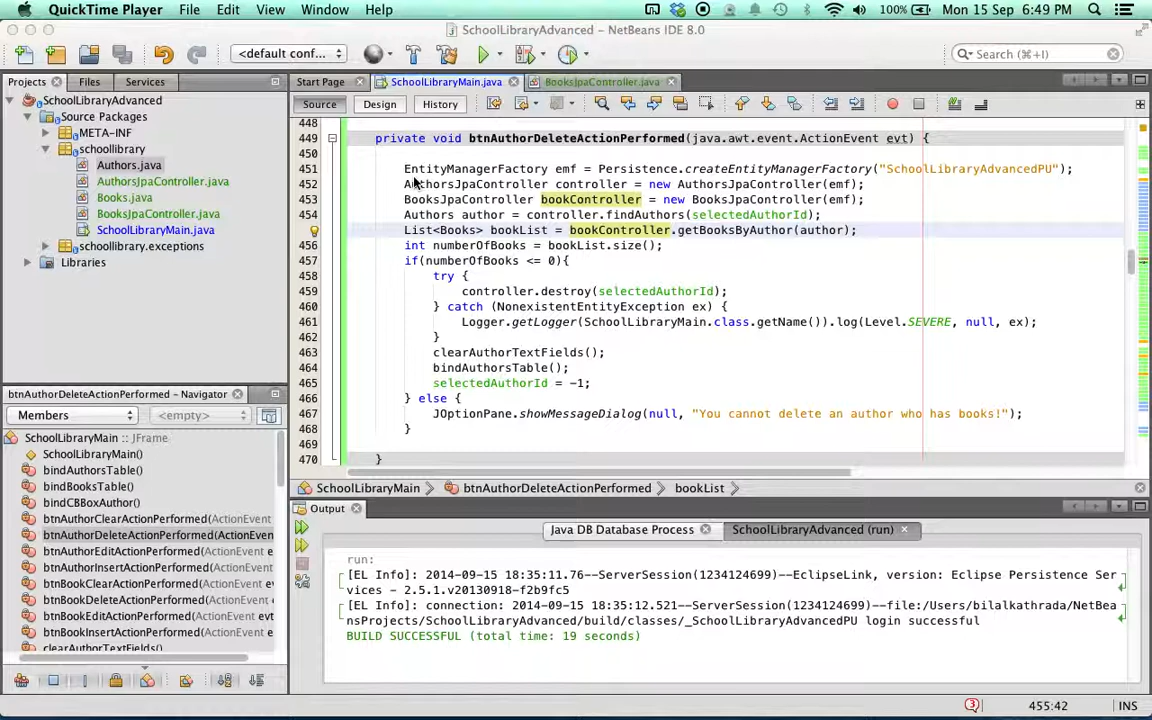 QuickTime Player File Edit View Window Help 100% Mon 15 Sep 6:49 PM
SchoolLibraryAdvanced - NetBeans IDE 8.0
<default conf... Search (⌘+I)
Projects Files Services
Start Page SchoolLibraryMain.java BooksJpaController.java
Source Design History
SchoolLibraryAdvanced
Source Packages
META-INF
schoollibrary
Authors.java
AuthorsJpaController.java
Books.java
BooksJpaController.java
SchoolLibraryMain.java
schoollibrary.exceptions
Libraries
448
449 private void btnAuthorDeleteActionPerformed(java.awt.event.ActionEvent evt) {
450
451 EntityManagerFactory emf = Persistence.createEntityManagerFactory("SchoolLibraryAdvancedPU");
452 AuthorsJpaController controller = new AuthorsJpaController(emf);
453 BooksJpaController bookController = new BooksJpaController(emf);
454 Authors author = controller.findAuthors(selectedAuthorId);
455 List<Books> bookList = bookController.getBooksByAuthor(author);
456 int numberOfBooks = bookList.size();
457 if(numberOfBooks <= 0){
458 try {
459 controller.destroy(selectedAuthorId);
460 } catch (NonexistentEntityException ex) {
461 Logger.getLogger(SchoolLibraryMain.class.getName()).log(Level.SEVERE, null, ex);
462 }
463 clearAuthorTextFields();
464 bindAuthorsTable();
465 selectedAuthorId = -1;
466 } else {
467 JOptionPane.showMessageDialog(null, "You cannot delete an author who has books!");
468 }
469
470 }
btnAuthorDeleteActionPerformed - Navigator
Members <empty>
SchoolLibraryMain :: JFrame
SchoolLibraryMain()
bindAuthorsTable()
bindBooksTable()
bindCBBoxAuthor()
btnAuthorClearActionPerformed(ActionEvent
btnAuthorDeleteActionPerformed(ActionEven
btnAuthorEditActionPerformed(ActionEvent e
btnAuthorInsertActionPerformed(ActionEvent
btnBookClearActionPerformed(ActionEvent e
btnBookDeleteActionPerformed(ActionEvent
btnBookEditActionPerformed(ActionEvent evt
btnBookInsertActionPerformed(ActionEvent e
clearAuthorTextFields()
SchoolLibraryMain btnAuthorDeleteActionPerformed bookList
Output
Java DB Database Process SchoolLibraryAdvanced (run)
run:
[EL Info]: 2014-09-15 18:35:11.76--ServerSession(1234124699)--EclipseLink, version: Eclipse Persistence Ser
vices - 2.5.1.v20130918-f2b9fc5
[EL Info]: connection: 2014-09-15 18:35:12.521--ServerSession(1234124699)--file:/Users/bilalkathrada/NetBea
nsProjects/SchoolLibraryAdvanced/build/classes/_SchoolLibraryAdvancedPU login successful
BUILD SUCCESSFUL (total time: 19 seconds)
3 455:42 INS